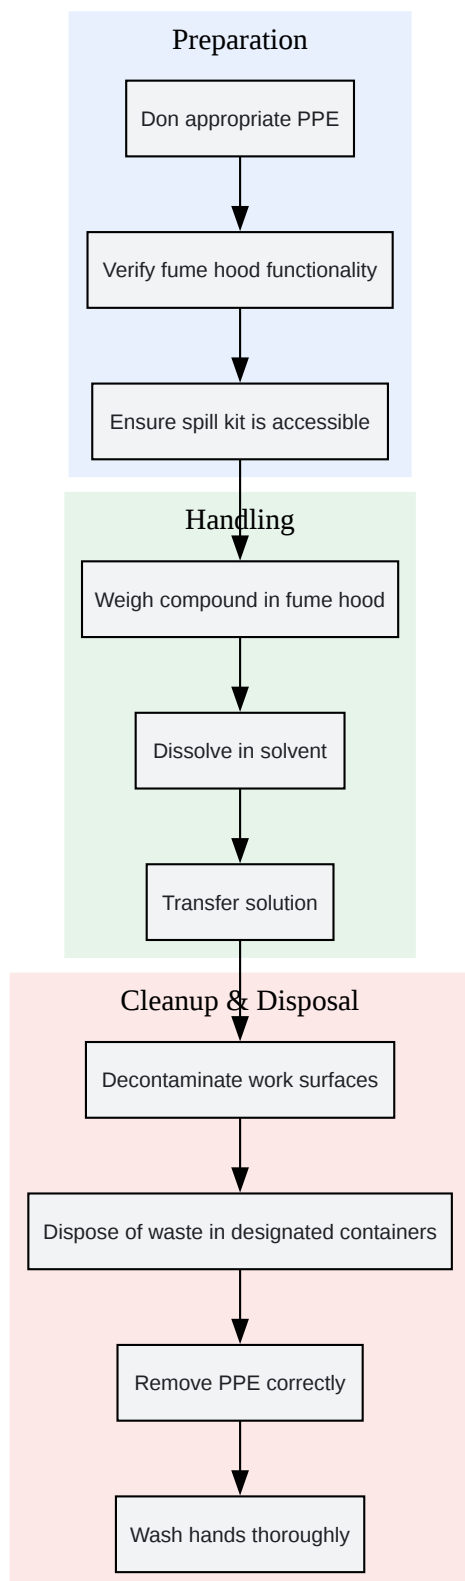 Preparation
Don appropriate PPE
Verify fume hood functionality
Ensure spill kit is accessible
Handling
Weigh compound in fume hood
Dissolve in solvent
Transfer solution
Cleanup & Disposal
Decontaminate work surfaces
Dispose of waste in designated containers
Remove PPE correctly
Wash hands thoroughly